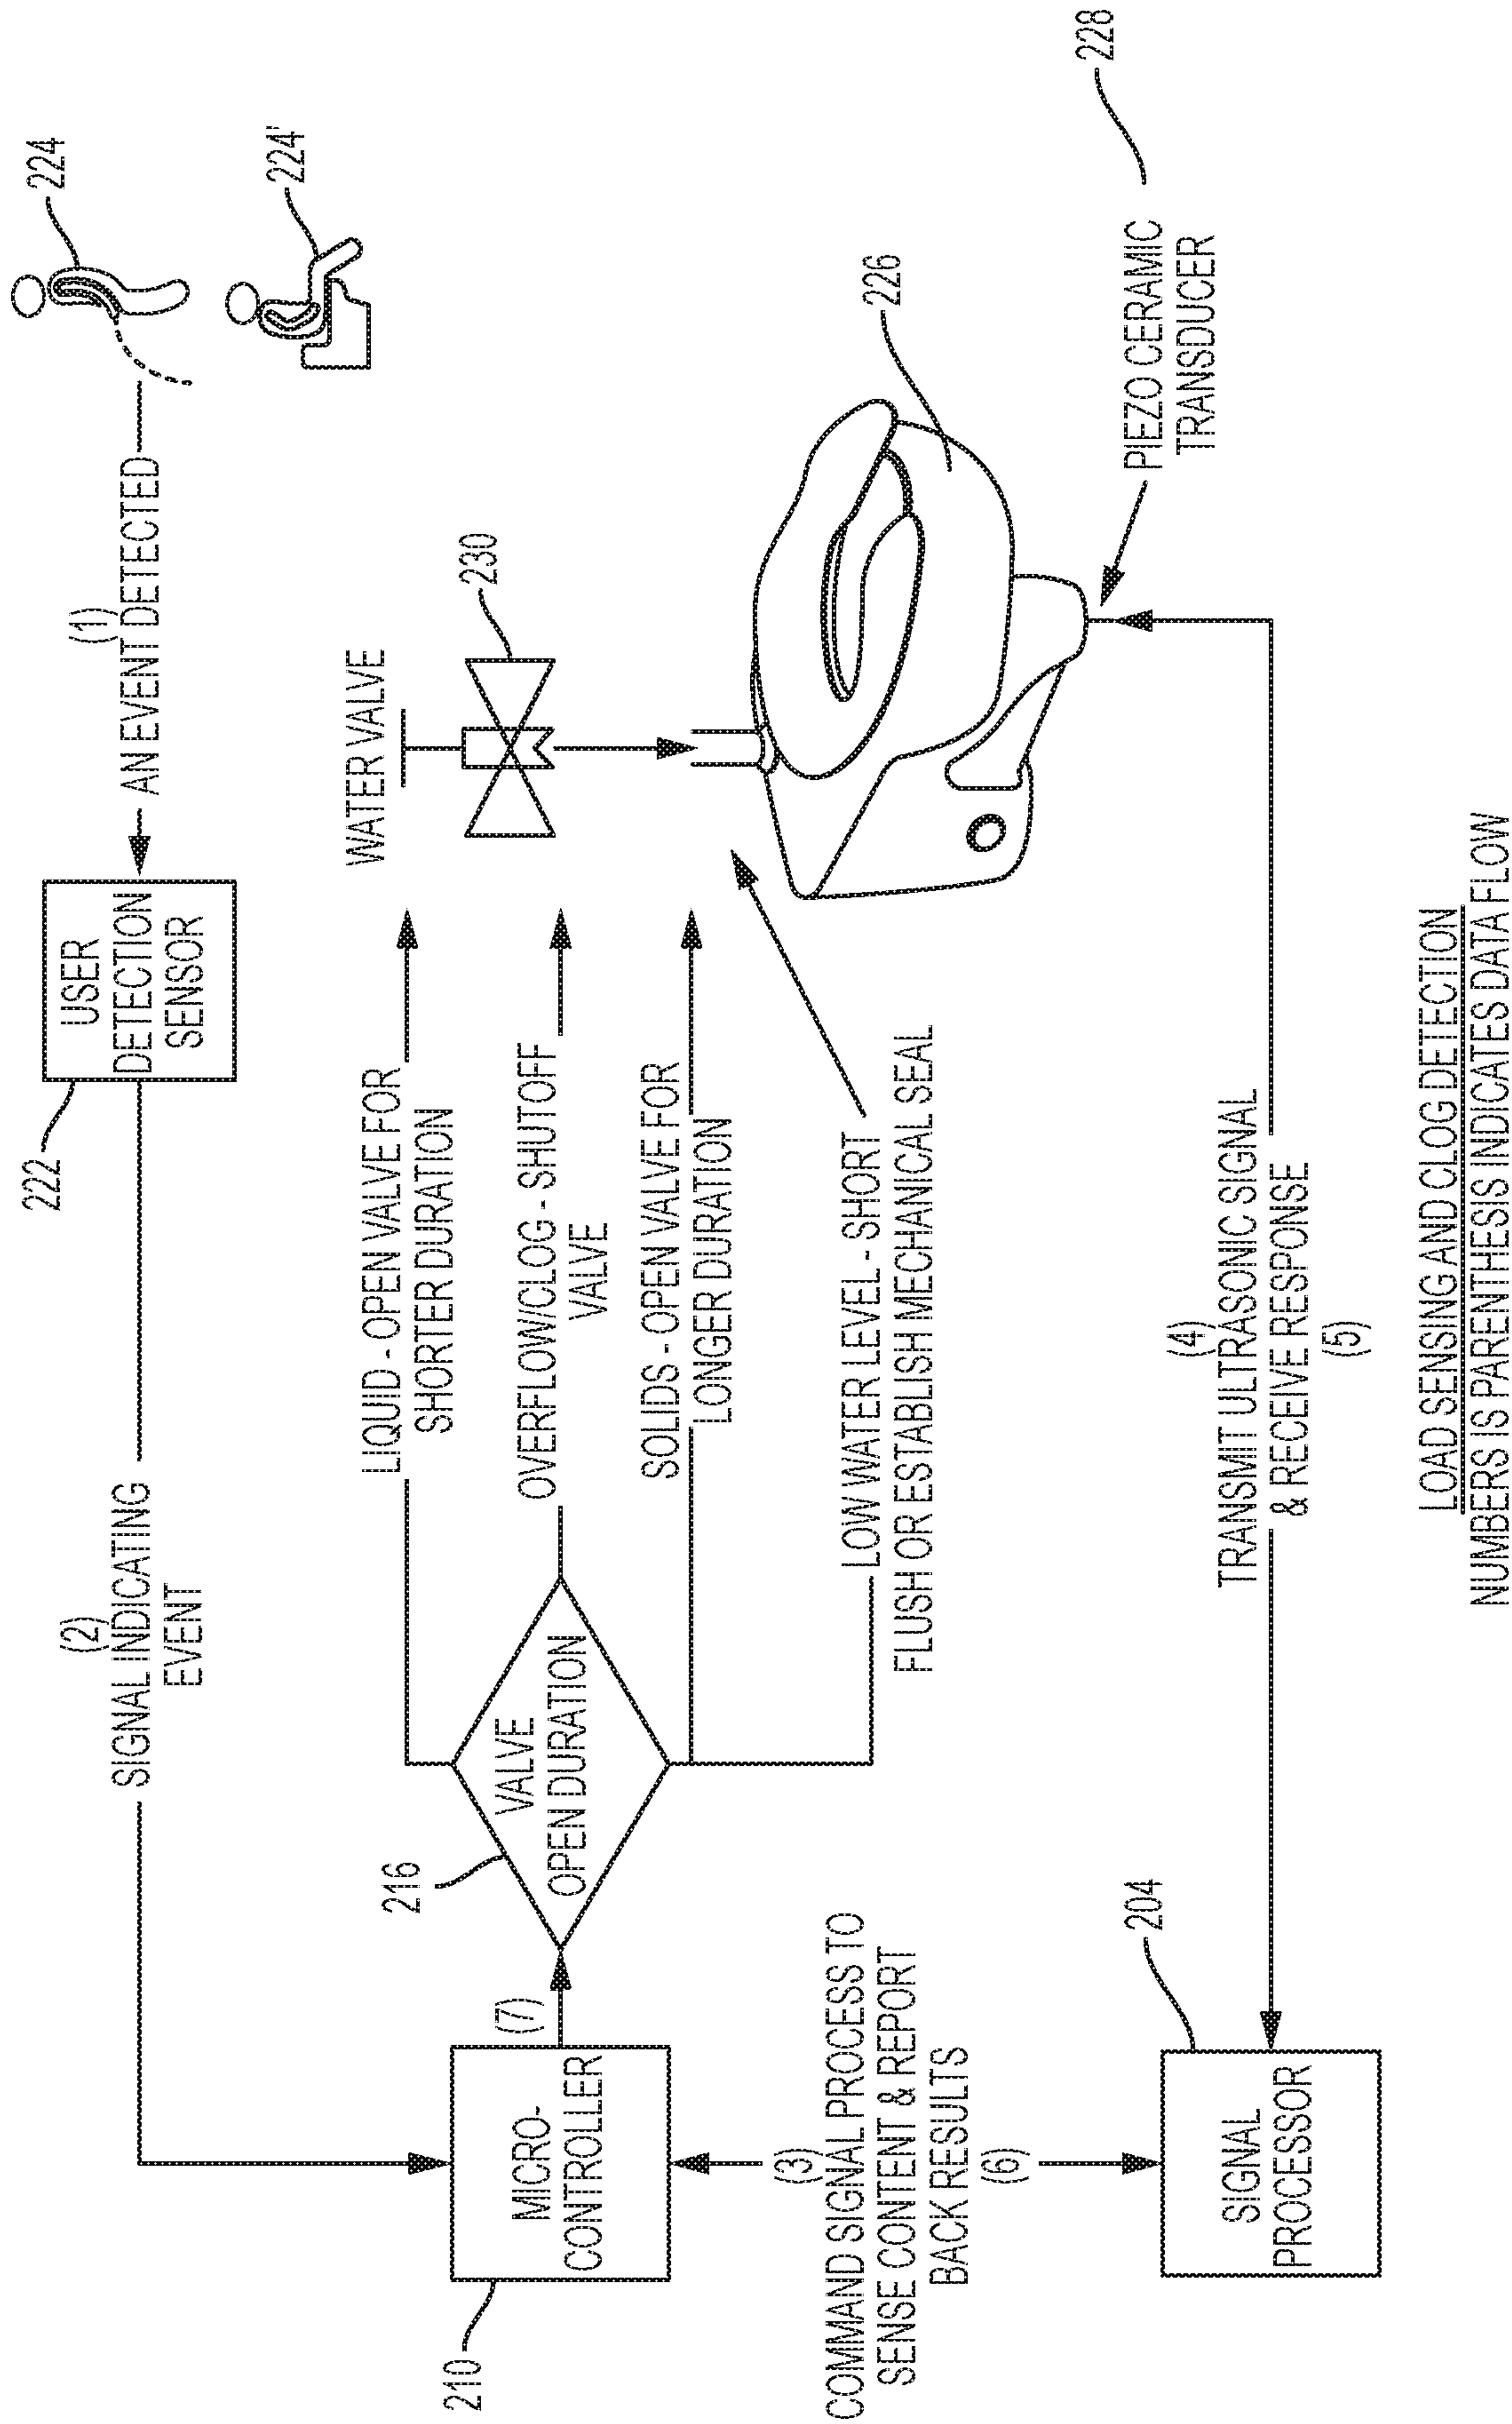 224
224'
(1)
AN EVENT DETECTED
USER
DETECTION
SENSOR
222
(2)
SIGNAL INDICATING
EVENT
WATER VALVE
230
LIQUID - OPEN VALVE FOR
SHORTER DURATION
OVERFLOW/CLOG - SHUTOFF
VALVE
SOLIDS - OPEN VALVE FOR
LONGER DURATION
LOW WATER LEVEL - SHORT
FLUSH OR ESTABLISH MECHANICAL SEAL
VALVE
OPEN DURATION
216
(7)
MICRO-
CONTROLLER
210
226
228
PIEZO CERAMIC
TRANSDUCER
(3)
COMMAND SIGNAL PROCESS TO
SENSE CONTENT & REPORT
BACK RESULTS
(6)
204
SIGNAL
PROCESSOR
(4)
TRANSMIT ULTRASONIC SIGNAL
& RECEIVE RESPONSE
(5)
LOAD SENSING AND CLOG DETECTION
NUMBERS IS PARENTHESIS INDICATES DATA FLOW